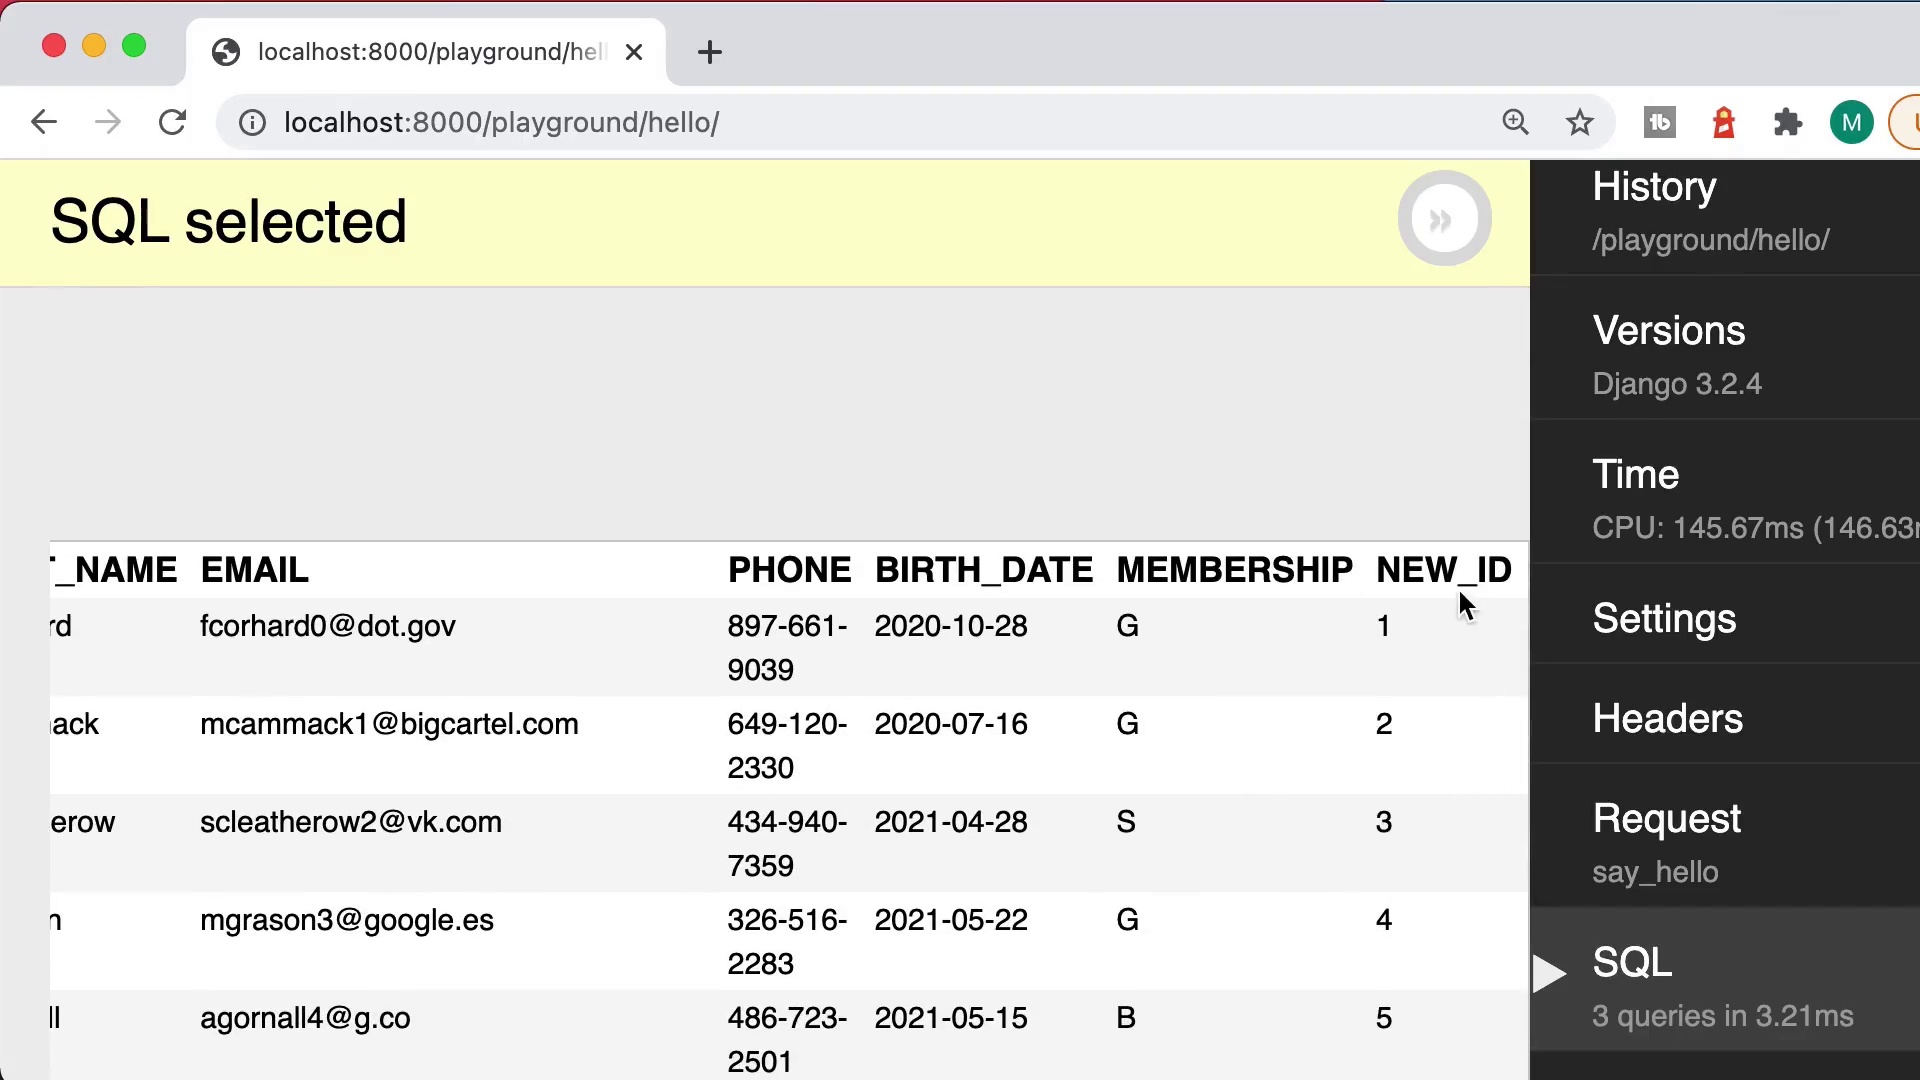 localhost:8000/playground/hel
localhost:8000/playground/hello/
M
SQL selected
»
T_NAME EMAIL PHONE BIRTH_DATE MEMBERSHIP NEW_ID
rd fcorhard0@dot.gov 897-661- 2020-10-28 G 1
9039
ack mcammack1@bigcartel.com 649-120- 2020-07-16 G 2
2330
erow scleatherow2@vk.com 434-940- 2021-04-28 S 3
7359
n mgrason3@google.es 326-516- 2021-05-22 G 4
2283
ll agornall4@g.co 486-723- 2021-05-15 B 5
2501
History
/playground/hello/
Versions
Django 3.2.4
Time
CPU: 145.67ms (146.63
Settings
Headers
Request
say_hello
SQL
3 queries in 3.21ms